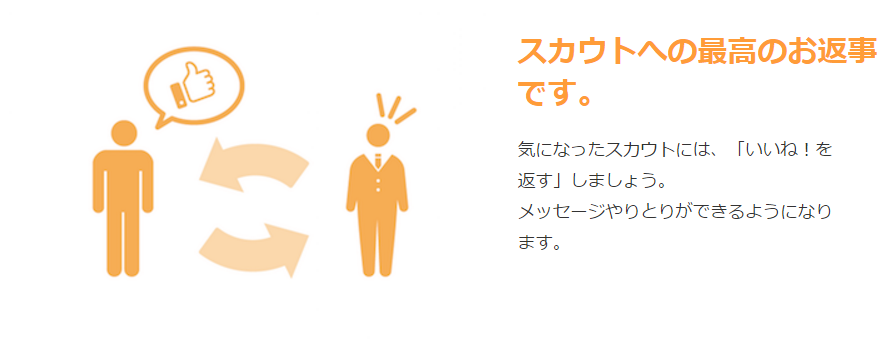 スカウトへの最高のお返事
です。
気になったスカウトには、「いいね！を
返す」しましょう。
メッセージやりとりができるようになり
ます。